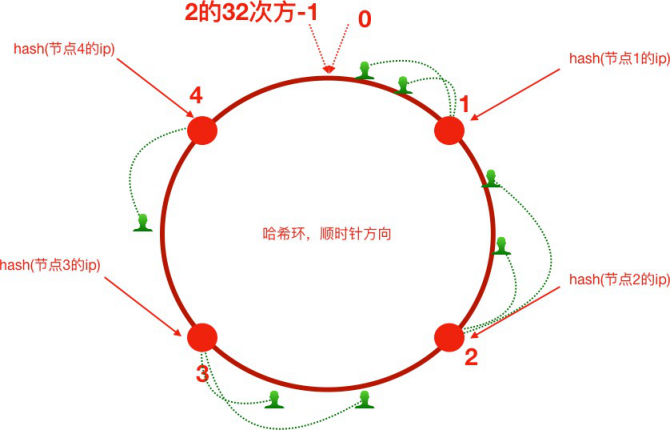 2的32次方-1
0
hash(节点4的ip)
hash(节点1的ip)
4
1
哈希环，顺时针方向
hash(节点3的ip)
hash(节点2的ip)
2
3